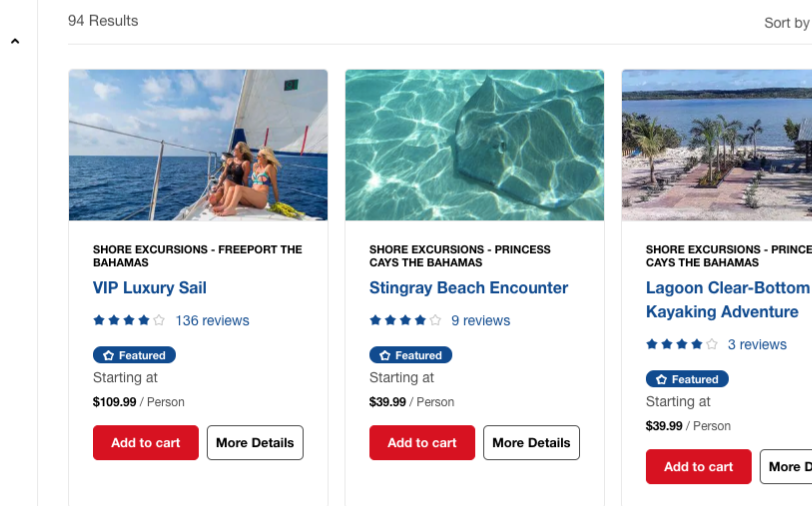 94 Results
Sort by
SHORE EXCURSIONS - FREEPORT THE
BAHAMAS
VIP Luxury Sail
136 reviews
Featured
Starting at
$109.99 / Person
Add to cart
More Details
SHORE EXCURSIONS - PRINCESS
CAYS THE BAHAMAS
Stingray Beach Encounter
9 reviews
Featured
Starting at
$39.99 / Person
Add to cart
More Details
SHORE EXCURSIONS - PRINCE
CAYS THE BAHAMAS
Lagoon Clear-Bottom
Kayaking Adventure
3 reviews
Featured
Starting at
$39.99 / Person
Add to cart
More D